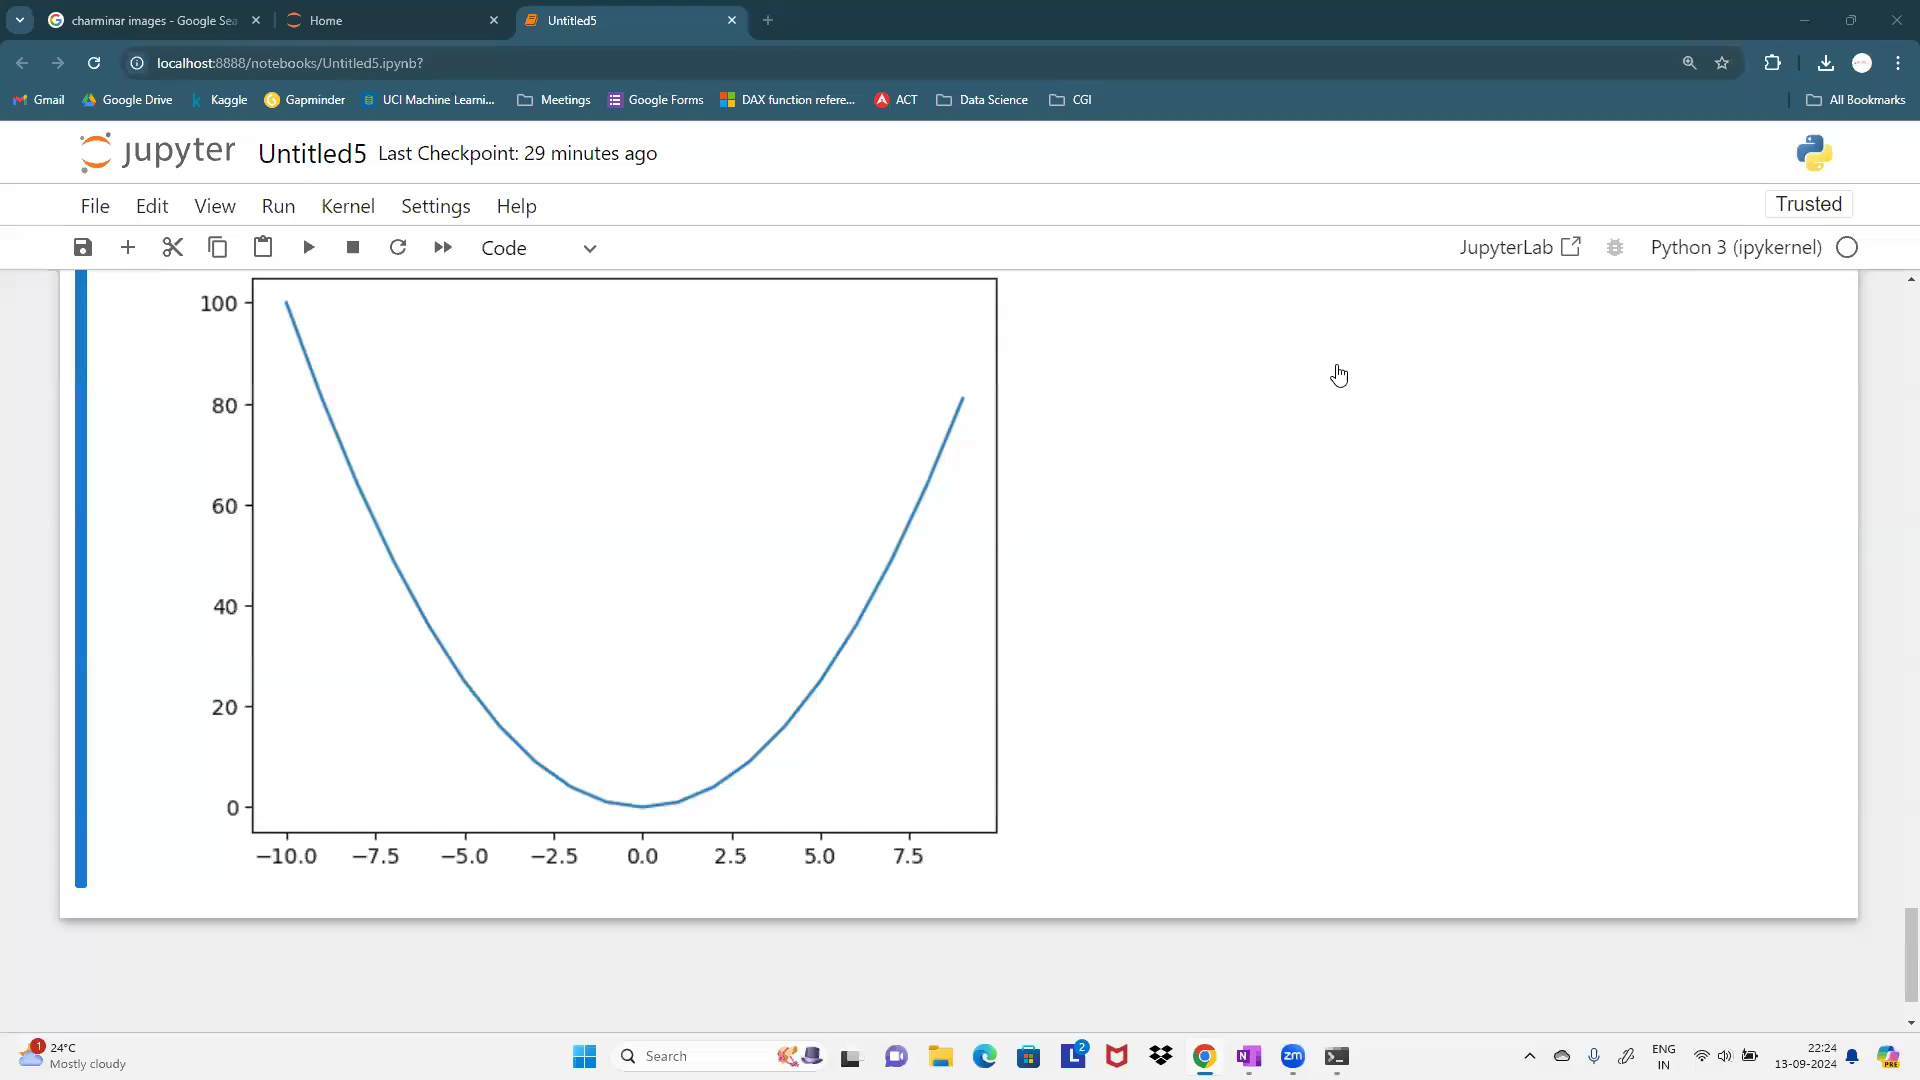 charminar images - Google Sea
Home
Untitled5
localhost:8888/notebooks/Untitled5.ipynb?
Gmail
Google Drive
Kaggle
Gapminder
UCI Machine Learni...
Meetings
Google Forms
DAX function refere...
ACT
Data Science
CGI
All Bookmarks
jupyter
Untitled5
Last Checkpoint: 29 minutes ago
File
Edit
View
Run
Kernel
Settings
Help
Trusted
Code
JupyterLab
Python 3 (ipykernel)
100
80
60
40
20
0
−10.0
−7.5
−5.0
−2.5
0.0
2.5
5.0
7.5
1
24°C
Mostly cloudy
Search
L
2
N
zm
ENG
IN
22:24
13-09-2024
PRE